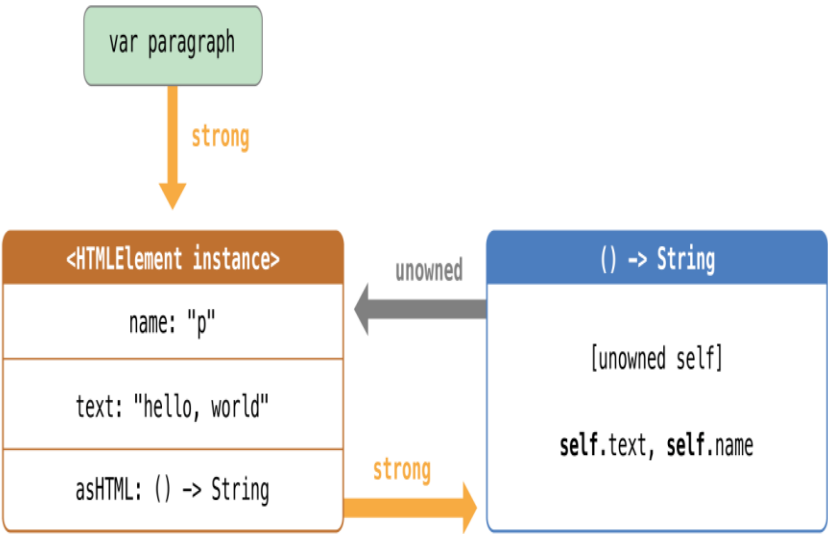 var paragraph
strong
<HTMLElement instance>
name: "p"
text: "hello, world"
asHTML: () -> String
unowned
strong
() -> String
[unowned self]
self.text, self.name